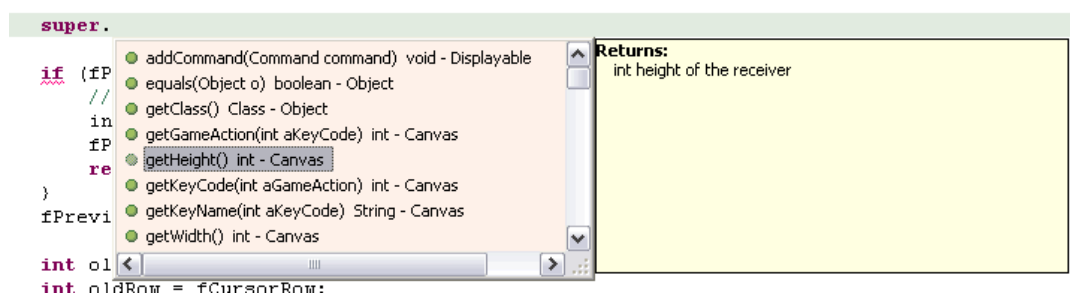 super.
addCommand(Command command) void - Displayable
equals(Object o) boolean - Object
getClass() Class - Object
getGameAction(int aKeyCode) int - Canvas
getHeight() int - Canvas
getKeyCode(int aGameAction) int - Canvas
getKeyName(int aKeyCode) String - Canvas
getWidth() int - Canvas
Returns:
int height of the receiver
if (fP
//
in
fP
re
}
fPrevi
int ol
int oldRow = fCursorRow;